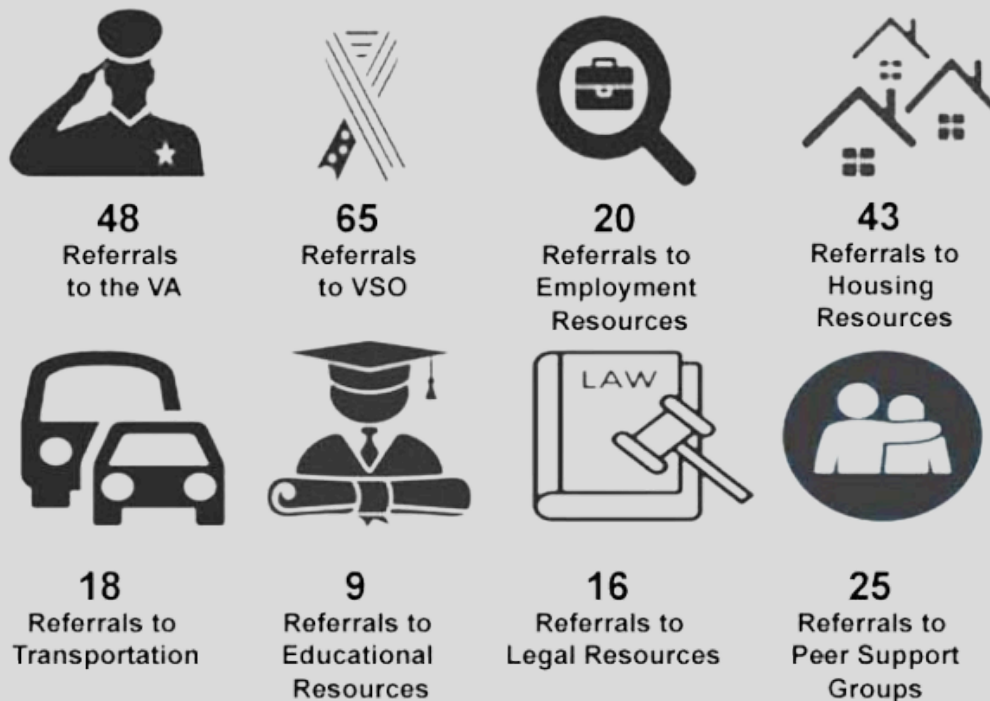 48
Referrals
to the VA
65
Referrals
to VSO
20
Referrals to
Employment
Resources
43
Referrals to
Housing
Resources
LAW
18
Referrals to
Transportation
9
Referrals to
Educational
Resources
16
Referrals to
Legal Resources
25
Referrals to
Peer Support
Groups